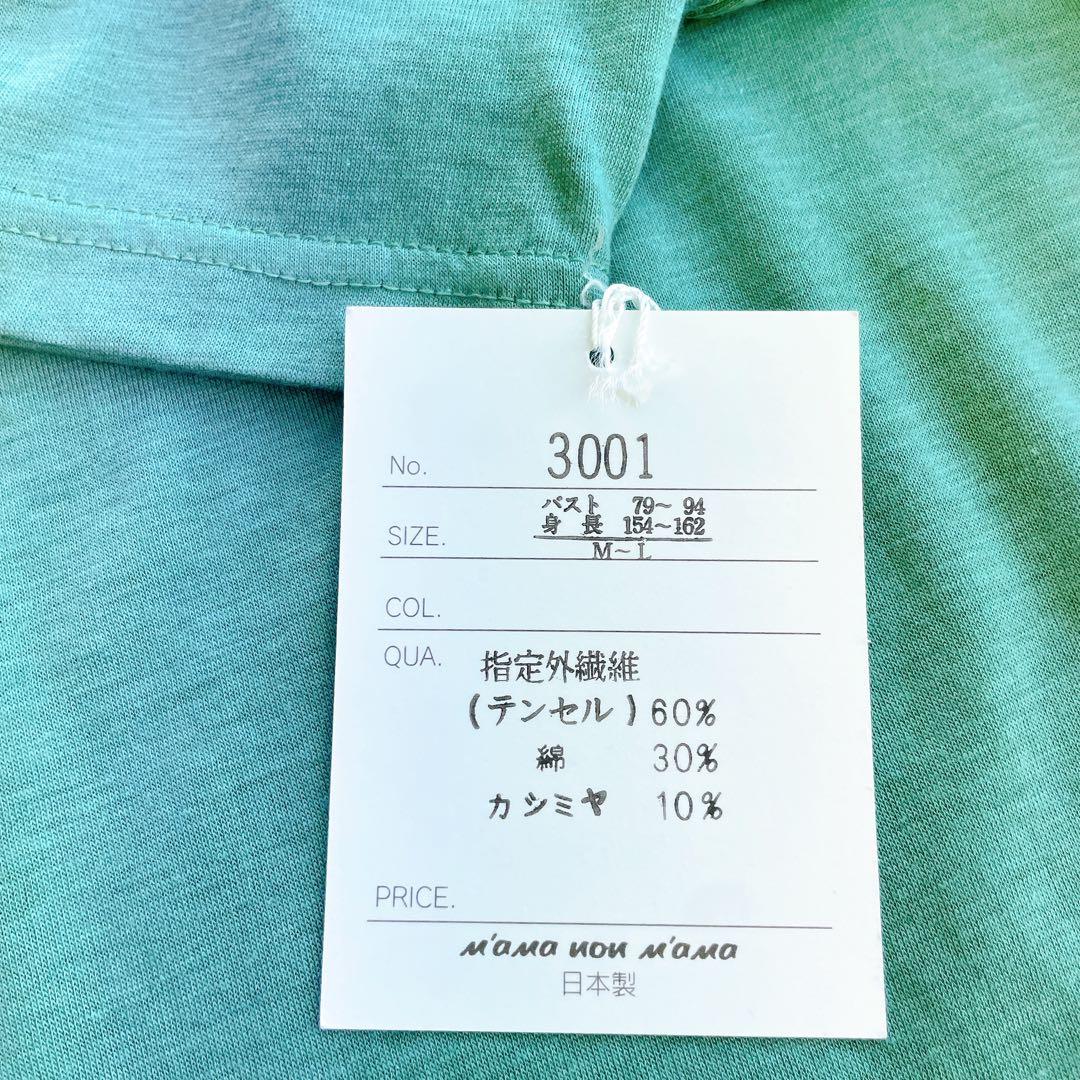 No. 3001
バスト 79~94
身長 154~162
SIZE.
M~L
COL.
QUA. 指定外繊維
(テンセル)60%
綿 30%
カシミヤ 10%
PRICE.
m'ama non m'ama
日本製